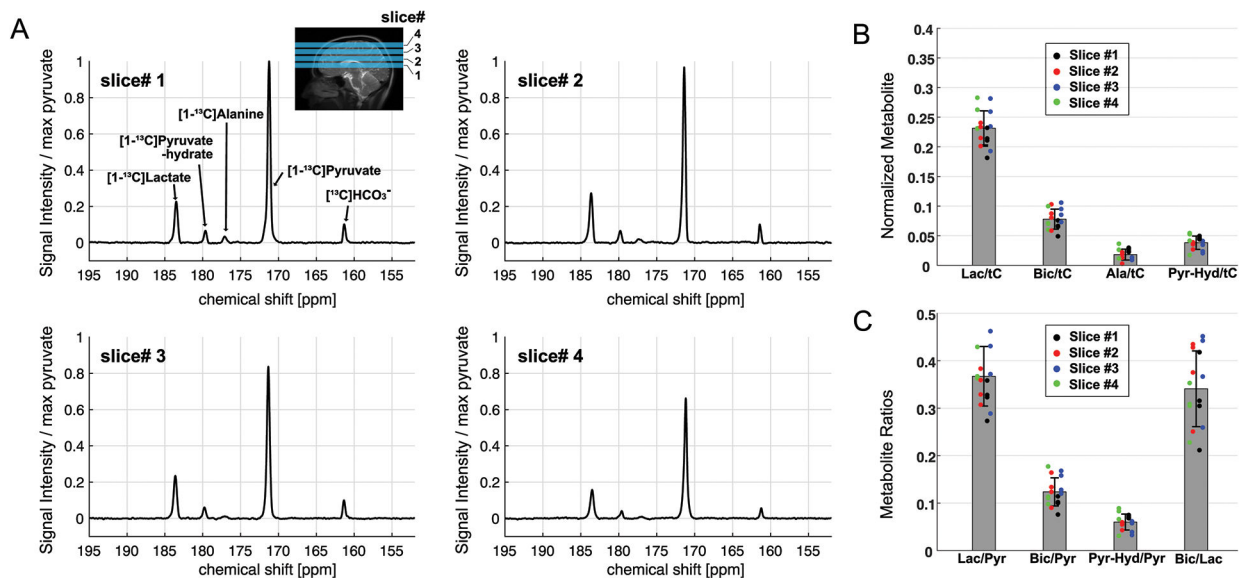 A
slice#
4
3
2
1
slice# 1
Signal Intensity / max pyruvate
1
0.8
0.6
0.4
0.2
0
[1-¹³C]Alanine
[1-¹³C]Pyruvate
-hydrate
[1-¹³C]Lactate
[1-¹³C]Pyruvate
[¹³C]HCO₃⁻
195 190 185 180 175 170 165 160 155
chemical shift [ppm]
slice# 2
Signal Intensity / max pyruvate
1
0.8
0.6
0.4
0.2
0
195 190 185 180 175 170 165 160 155
chemical shift [ppm]
slice# 3
Signal Intensity / max pyruvate
1
0.8
0.6
0.4
0.2
0
195 190 185 180 175 170 165 160 155
chemical shift [ppm]
slice# 4
Signal Intensity / max pyruvate
1
0.8
0.6
0.4
0.2
0
195 190 185 180 175 170 165 160 155
chemical shift [ppm]
B
Normalized Metabolite
0.4
0.35
0.3
0.25
0.2
0.15
0.1
0.05
0
Slice #1
Slice #2
Slice #3
Slice #4
Lac/tC Bic/tC Ala/tC Pyr-Hyd/tC
C
Metabolite Ratios
0.5
0.4
0.3
0.2
0.1
0
Slice #1
Slice #2
Slice #3
Slice #4
Lac/Pyr Bic/Pyr Pyr-Hyd/Pyr Bic/Lac